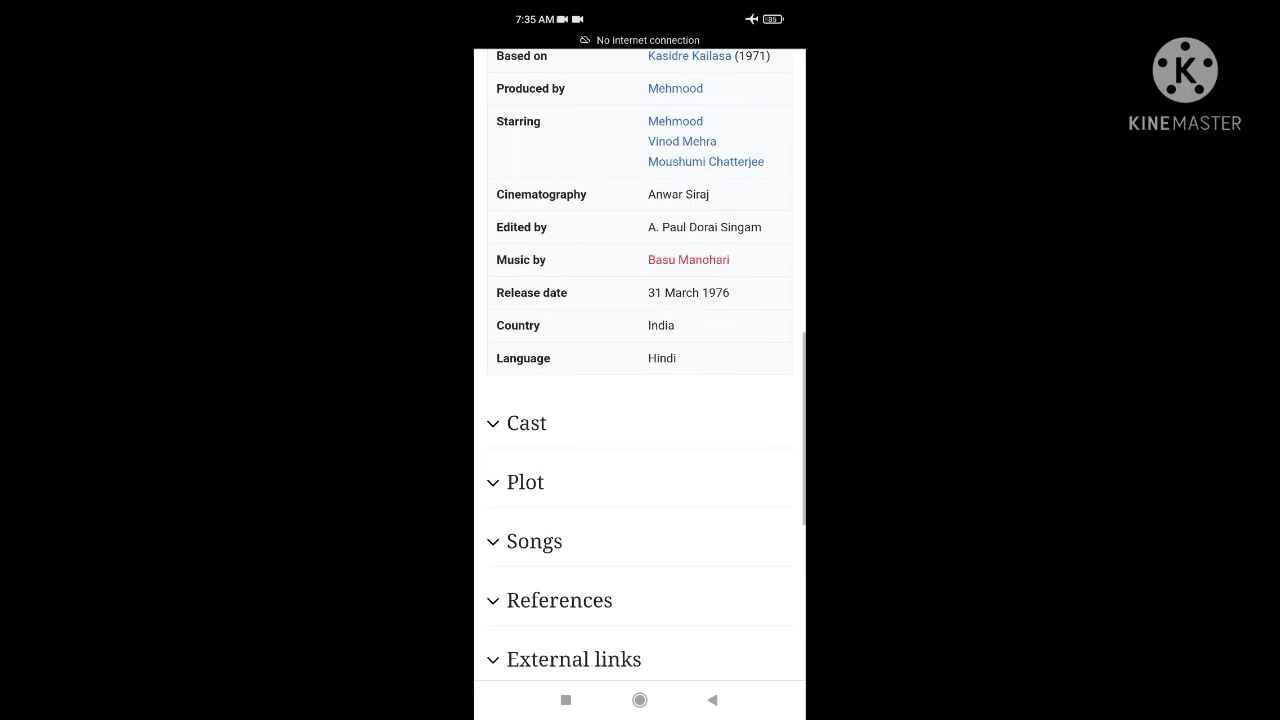 7:35 AM
35
No internet connection
Based on Kasidre Kailasa (1971)
Produced by Mehmood
Starring Mehmood
Vinod Mehra
Moushumi Chatterjee
Cinematography Anwar Siraj
Edited by A. Paul Dorai Singam
Music by Basu Manohari
Release date 31 March 1976
Country India
Language Hindi
Cast
Plot
Songs
References
External links
K
KINEMASTER